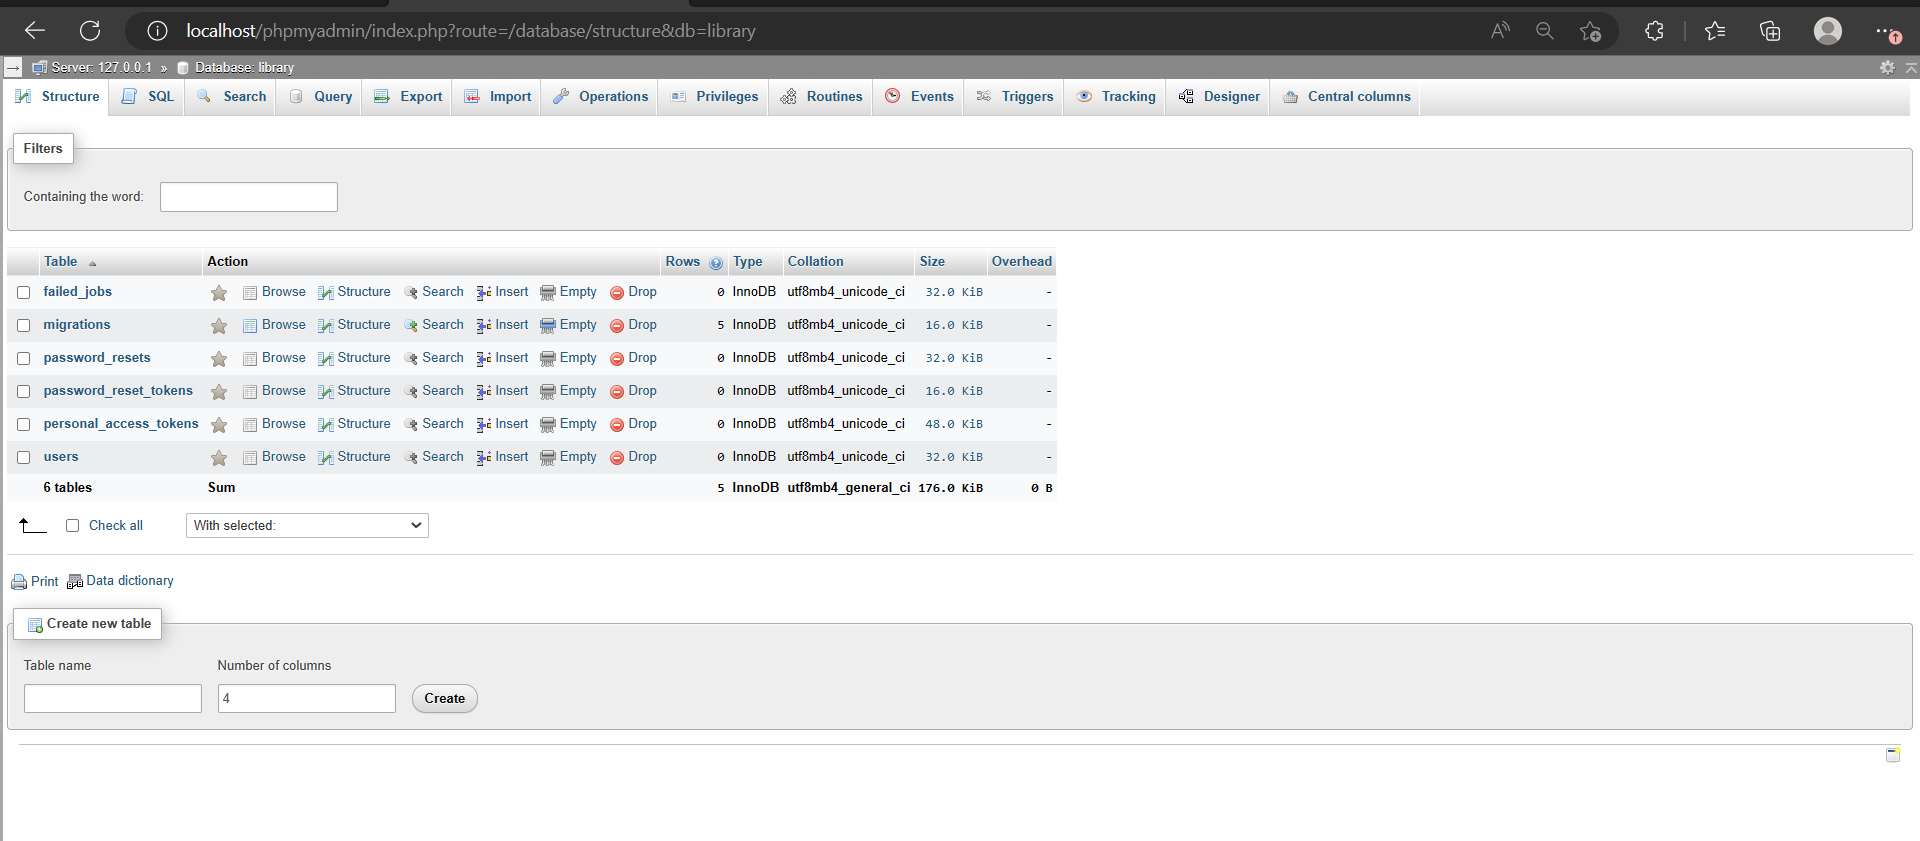 localhost/phpmyadmin/index.php?route=/database/structure&db=library
Server: 127.0.0.1 » Database: library
Structure SQL Search Query Export Import Operations Privileges Routines Events Triggers Tracking Designer Central columns
Filters
Containing the word:
Table Action Rows Type Collation Size Overhead
failed_jobs Browse Structure Search Insert Empty Drop 0 InnoDB utf8mb4_unicode_ci 32.0 KiB -
migrations Browse Structure Search Insert Empty Drop 5 InnoDB utf8mb4_unicode_ci 16.0 KiB -
password_resets Browse Structure Search Insert Empty Drop 0 InnoDB utf8mb4_unicode_ci 32.0 KiB -
password_reset_tokens Browse Structure Search Insert Empty Drop 0 InnoDB utf8mb4_unicode_ci 16.0 KiB -
personal_access_tokens Browse Structure Search Insert Empty Drop 0 InnoDB utf8mb4_unicode_ci 48.0 KiB -
users Browse Structure Search Insert Empty Drop 0 InnoDB utf8mb4_unicode_ci 32.0 KiB -
6 tables Sum 5 InnoDB utf8mb4_general_ci 176.0 KiB 0 B
Check all With selected:
Print Data dictionary
Create new table
Table name Number of columns
4 Create